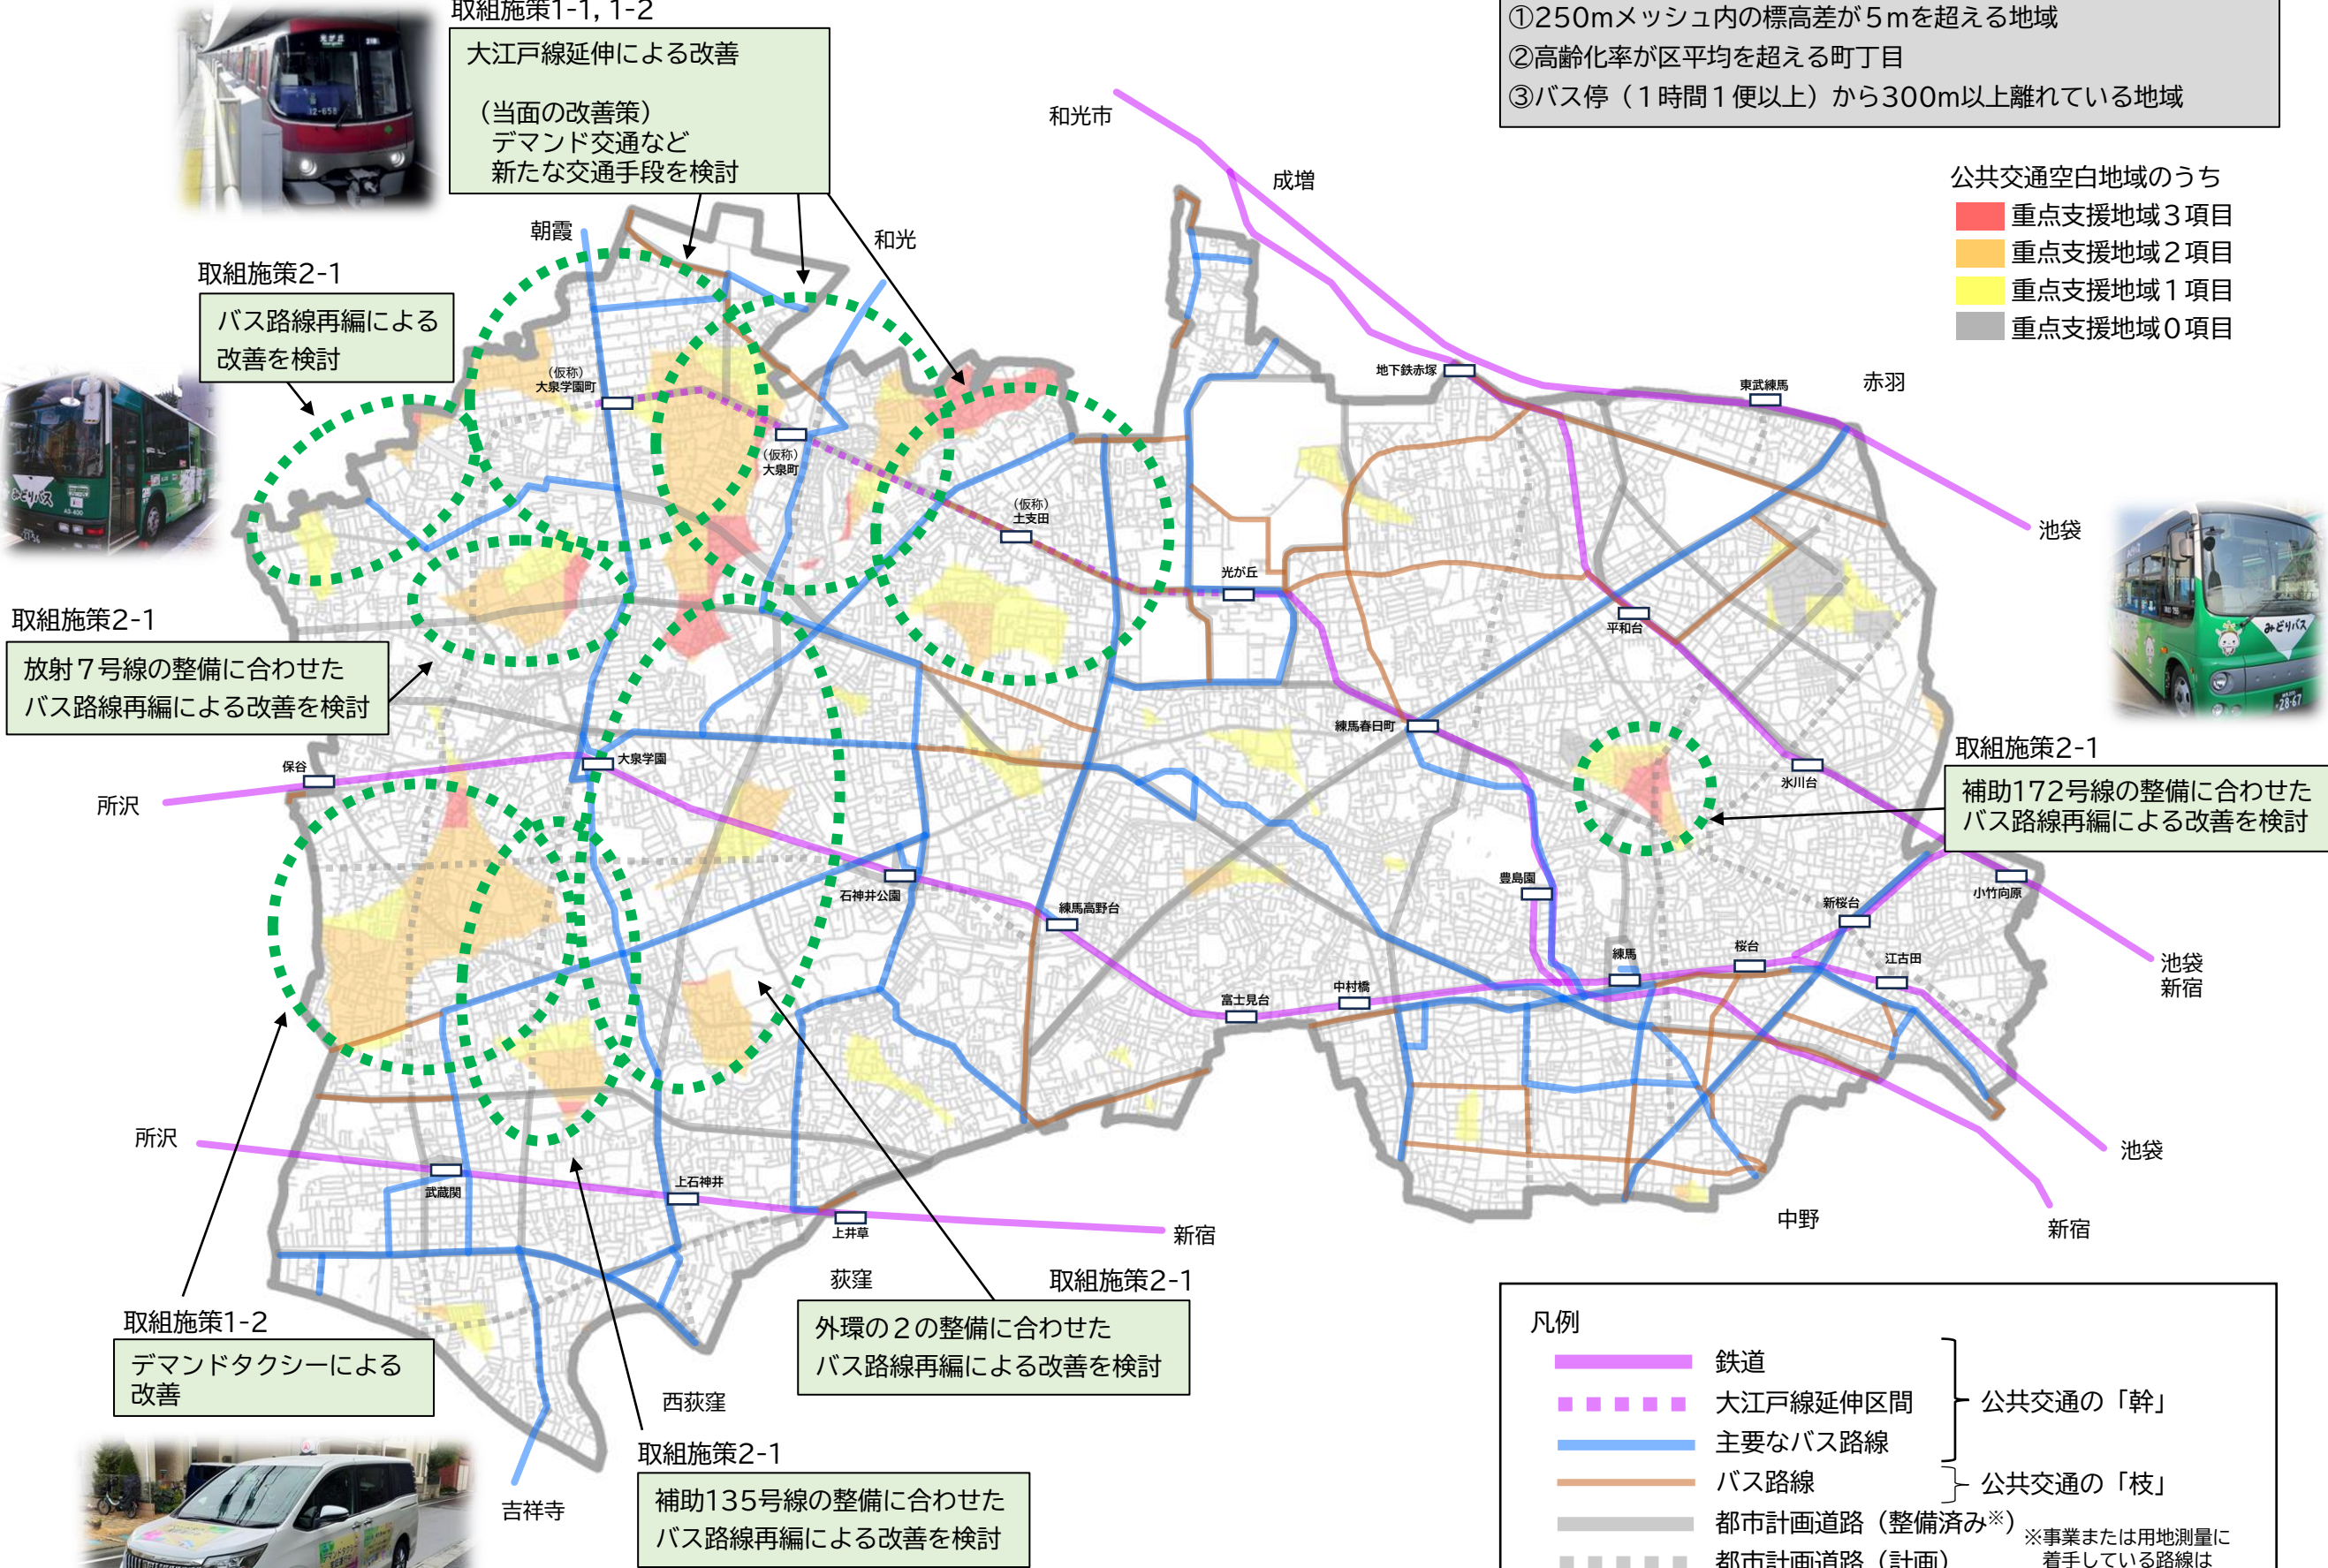 取組施策1-1, 1-2
大江戸線延伸による改善
（当面の改善策）
デマンド交通など
新たな交通手段を検討
①250mメッシュ内の標高差が５mを超える地域
②高齢化率が区平均を超える町丁目
③バス停（１時間１便以上）から300m以上離れている地域
公共交通空白地域のうち
重点支援地域３項目
重点支援地域２項目
重点支援地域１項目
重点支援地域０項目
取組施策2-1
バス路線再編による
改善を検討
取組施策2-1
放射７号線の整備に合わせた
バス路線再編による改善を検討
取組施策2-1
補助172号線の整備に合わせた
バス路線再編による改善を検討
取組施策1-2
デマンドタクシーによる
改善
取組施策2-1
外環の２の整備に合わせた
バス路線再編による改善を検討
取組施策2-1
補助135号線の整備に合わせた
バス路線再編による改善を検討
和光市
成増
朝霞
和光
赤羽
池袋
所沢
池袋
新宿
所沢
池袋
新宿
中野
新宿
荻窪
西荻窪
吉祥寺
（仮称）
大泉学園町
（仮称）
大泉町
（仮称）
土支田
光が丘
地下鉄赤塚
東武練馬
平和台
練馬春日町
氷川台
小竹向原
新桜台
豊島園
練馬
桜台
江古田
中村橋
富士見台
練馬高野台
石神井公園
大泉学園
保谷
武蔵関
上石神井
上井草
みどりバス
みどりバス
12-658
28-67
凡例
鉄道
大江戸線延伸区間
主要なバス路線
公共交通の「幹」
バス路線
公共交通の「枝」
都市計画道路（整備済み※）
都市計画道路（計画）
※事業または用地測量に
着手している路線は